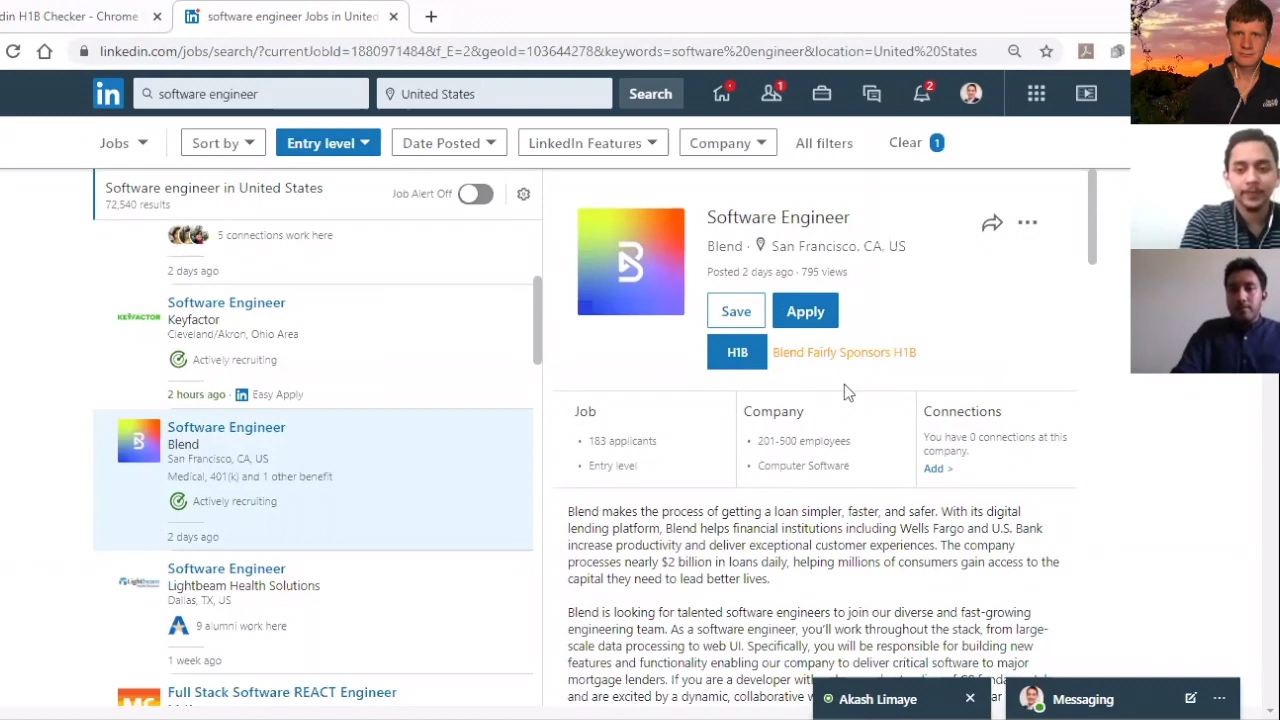 din H1B Checker - Chrome
software engineer Jobs in United
linkedin.com/jobs/search/?currentJobId=1880971484&f_E=2&geoId=103644278&keywords=software%20engineer&location=United%20States
in software engineer United States Search 1 2
Jobs Sort by Entry level Date Posted LinkedIn Features Company All filters Clear 1
Software engineer in United States
72,540 results
Job Alert Off
5 connections work here
2 days ago
Software Engineer
KEYFACTOR
Keyfactor
Cleveland/Akron, Ohio Area
Actively recruiting
2 hours ago · in Easy Apply
Software Engineer
Blend
San Francisco, CA, US
Medical, 401(k) and 1 other benefit
Actively recruiting
2 days ago
Software Engineer
Lightbeam
Lightbeam Health Solutions
Dallas, TX, US
9 alumni work here
1 week ago
Full Stack Software REACT Engineer
Software Engineer
Blend · San Francisco, CA, US
Posted 2 days ago · 795 views
Save Apply
H1B Blend Fairly Sponsors H1B
Job
• 183 applicants
• Entry level
Company
• 201-500 employees
• Computer Software
Connections
You have 0 connections at this
company.
Add >
Blend makes the process of getting a loan simpler, faster, and safer. With its digital
lending platform, Blend helps financial institutions including Wells Fargo and U.S. Bank
increase productivity and deliver exceptional customer experiences. The company
processes nearly $2 billion in loans daily, helping millions of consumers gain access to the
capital they need to lead better lives.
Blend is looking for talented software engineers to join our diverse and fast-growing
engineering team. As a software engineer, you'll work throughout the stack, from large-
scale data processing to web UI. Specifically, you will be responsible for building new
features and functionality enabling our company to deliver critical software to major
mortgage lenders. If you are a developer
and are excited by a dynamic, collaborative
Akash Limaye
Messaging